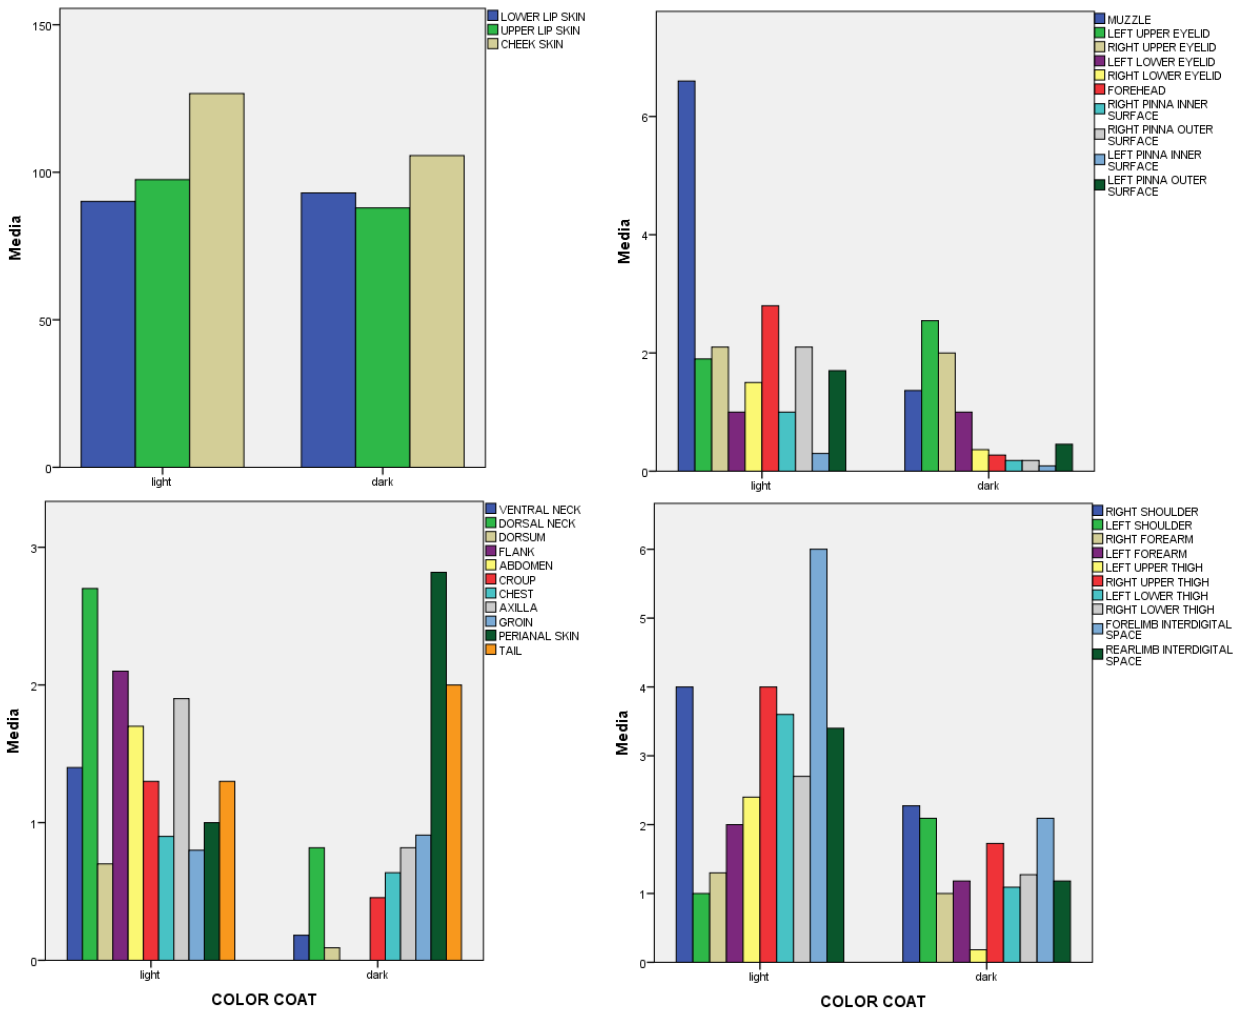 150
100
50
0
Media
light
dark
LOWER LIP SKIN
UPPER LIP SKIN
CHEEK SKIN
6
4
2
0
Media
light
dark
MUZZLE
LEFT UPPER EYELID
RIGHT UPPER EYELID
LEFT LOWER EYELID
RIGHT LOWER EYELID
FOREHEAD
RIGHT PINNA INNER
SURFACE
RIGHT PINNA OUTER
SURFACE
LEFT PINNA INNER
SURFACE
LEFT PINNA OUTER
SURFACE
3
2
1
0
Media
light
dark
COLOR COAT
VENTRAL NECK
DORSAL NECK
DORSUM
FLANK
ABDOMEN
CROUP
CHEST
AXILLA
GROIN
PERIANAL SKIN
TAIL
6
5
4
3
2
1
0
Media
light
dark
COLOR COAT
RIGHT SHOULDER
LEFT SHOULDER
RIGHT FOREARM
LEFT FOREARM
LEFT UPPER THIGH
RIGHT UPPER THIGH
LEFT LOWER THIGH
RIGHT LOWER THIGH
FORELIMB INTERDIGITAL
SPACE
REARLIMB INTERDIGITAL
SPACE